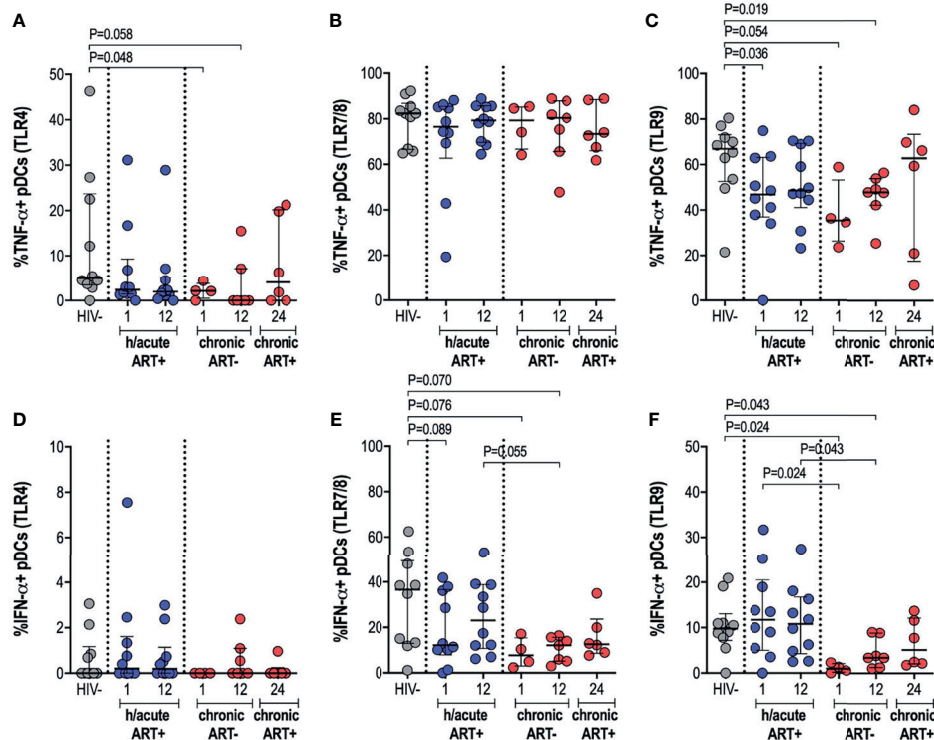 A
P=0.058
P=0.048
%TNF-α+ pDCs (TLR4)
50
40
30
20
10
0
HIV- 1 12 1 12 24
h/acute chronic chronic
ART+ ART- ART+
B
%TNF-α+ pDCs (TLR7/8)
100
80
60
40
20
0
HIV- 1 12 1 12 24
h/acute chronic chronic
ART+ ART- ART+
C
P=0.019
P=0.054
P=0.036
%TNF-α+ pDCs (TLR9)
100
80
60
40
20
0
HIV- 1 12 1 12 24
h/acute chronic chronic
ART+ ART- ART+
D
%IFN-α+ pDCs (TLR4)
10
8
6
4
2
0
HIV- 1 12 1 12 24
h/acute chronic chronic
ART+ ART- ART+
E
P=0.070
P=0.076
P=0.089
P=0.055
%IFN-α+ pDCs (TLR7/8)
100
80
60
40
20
0
HIV- 1 12 1 12 24
h/acute chronic chronic
ART+ ART- ART+
F
P=0.043
P=0.024
P=0.043
P=0.024
%IFN-α+ pDCs (TLR9)
50
40
30
20
10
0
HIV- 1 12 1 12 24
h/acute chronic chronic
ART+ ART- ART+